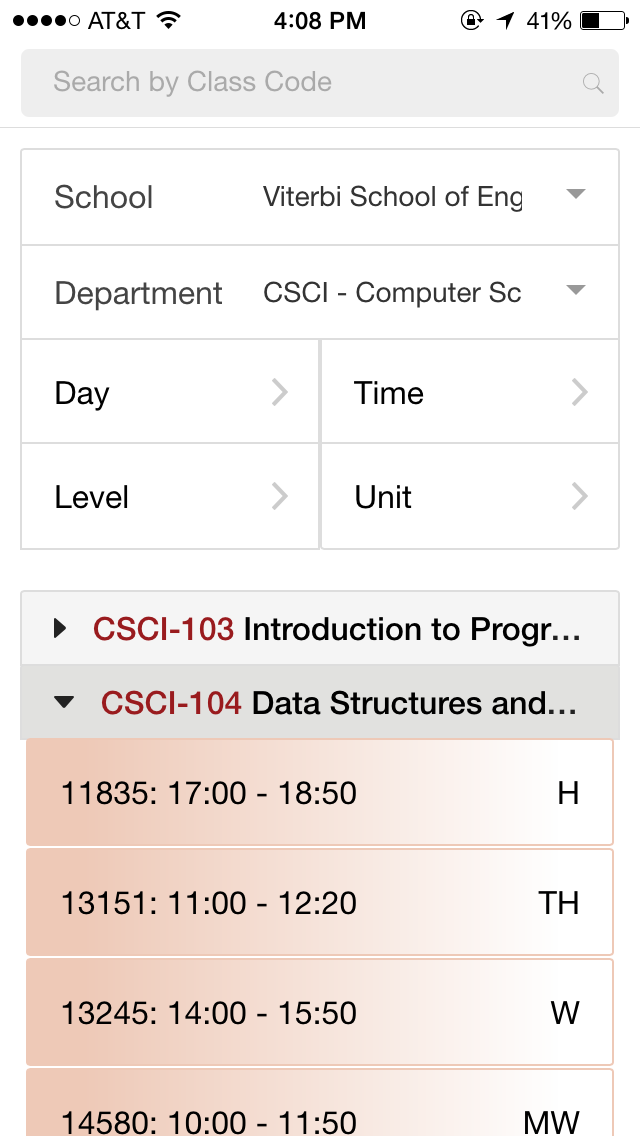 AT&T 4:08 PM 41%
Search by Class Code
School Viterbi School of Eng
Department CSCI - Computer Sc
Day Time
Level Unit
CSCI-103 Introduction to Progr...
CSCI-104 Data Structures and...
11835: 17:00 - 18:50 H
13151: 11:00 - 12:20 TH
13245: 14:00 - 15:50 W
14580: 10:00 - 11:50 MW